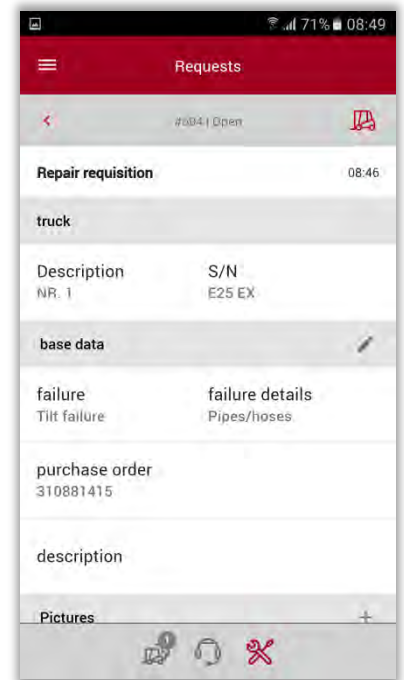 71% 08:49
Requests
#604 | Open
Repair requisition 08:46
truck
Description S/N
NR. 1 E25 EX
base data
failure failure details
Tilt failure Pipes/hoses
purchase order
310881415
description
Pictures